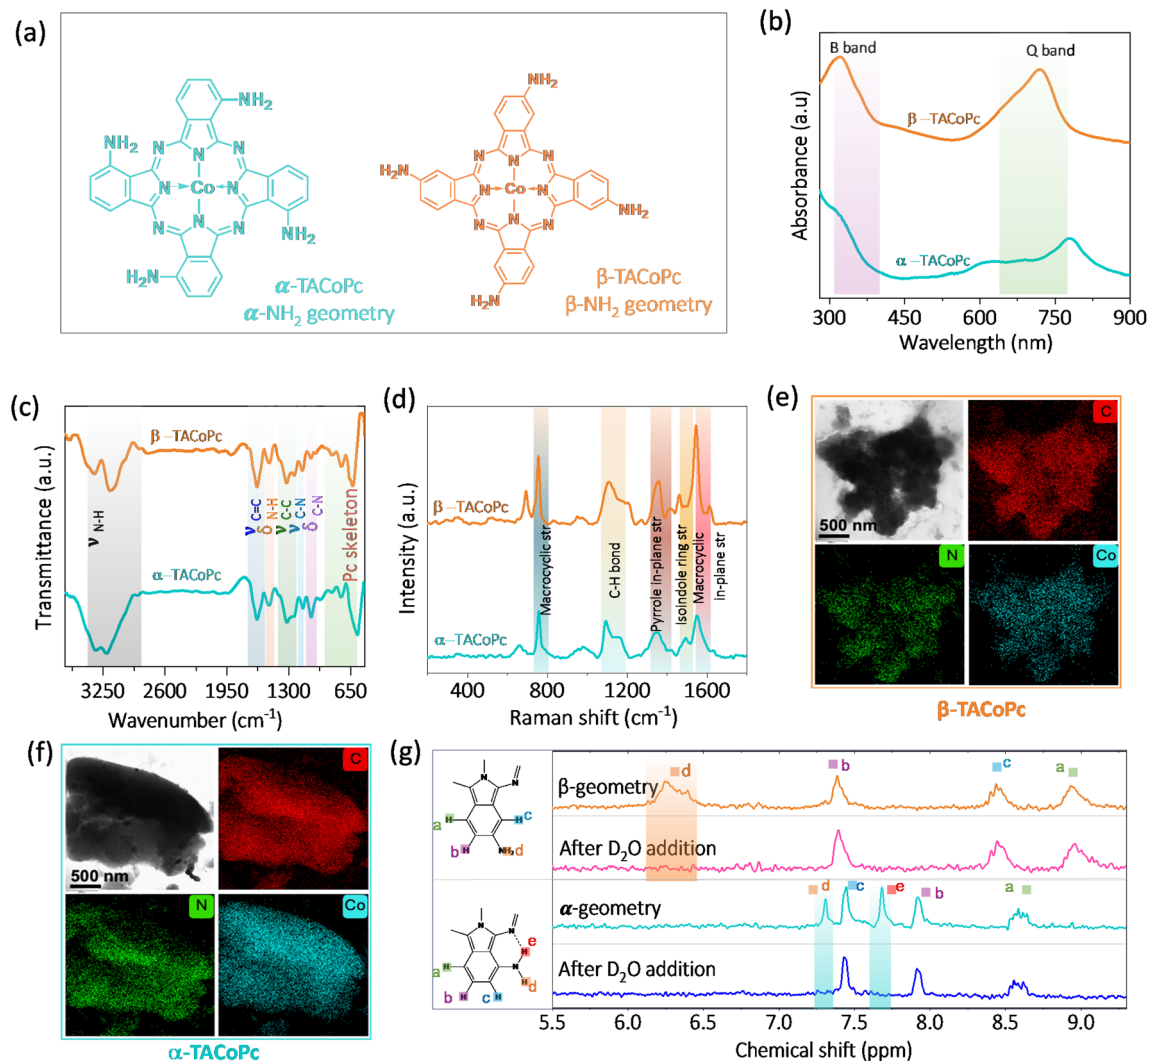 (a)
NH₂
NH₂
NH₂
N
N
N
H₂N
N
Co
N
N
Co
N
N
N
N
NH₂
N
N
N
NH₂
H₂N
H₂N
α-TACoPc
α-NH₂ geometry
β-TACoPc
β-NH₂ geometry
(b)
B band
Q band
β –TACoPc
α –TACoPc
Absorbance (a.u)
300
450
600
750
900
Wavelength (nm)
(c)
β –TACoPc
α–TACoPc
ν N-H
ν C=C
δ N-H
ν C-C
ν C-N
δ C-N
Pc skeleton
Transmittance (a.u.)
3250
2600
1950
1300
650
Wavenumber (cm⁻¹)
(d)
β –TACoPc
α–TACoPc
Macrocyclic str
C-H bond
Pyrrole in-plane str
Isoindole ring str
Macrocyclic
in-plane str
Intensity (a.u.)
400
800
1200
1600
Raman shift (cm⁻¹)
(e)
C
500 nm
N
Co
β-TACoPc
(f)
C
500 nm
N
Co
α-TACoPc
(g)
N
N
a
H
H
c
b
H
NH₂
d
N
N
H
e
a
H
N
H
d
b
H
c
H
β-geometry
d
b
c
a
After D₂O addition
α-geometry
d
c
e
b
a
After D₂O addition
5.5
6.0
6.5
7.0
7.5
8.0
8.5
9.0
Chemical shift (ppm)